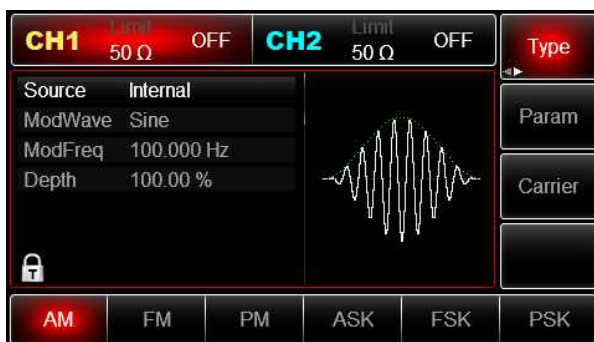 CH1 Limit 50 Ω OFF CH2 Limit 50 Ω OFF
Type
Source Internal
ModWave Sine
ModFreq 100.000 Hz
Depth 100.00 %
Param
Carrier
T
AM FM PM ASK FSK PSK